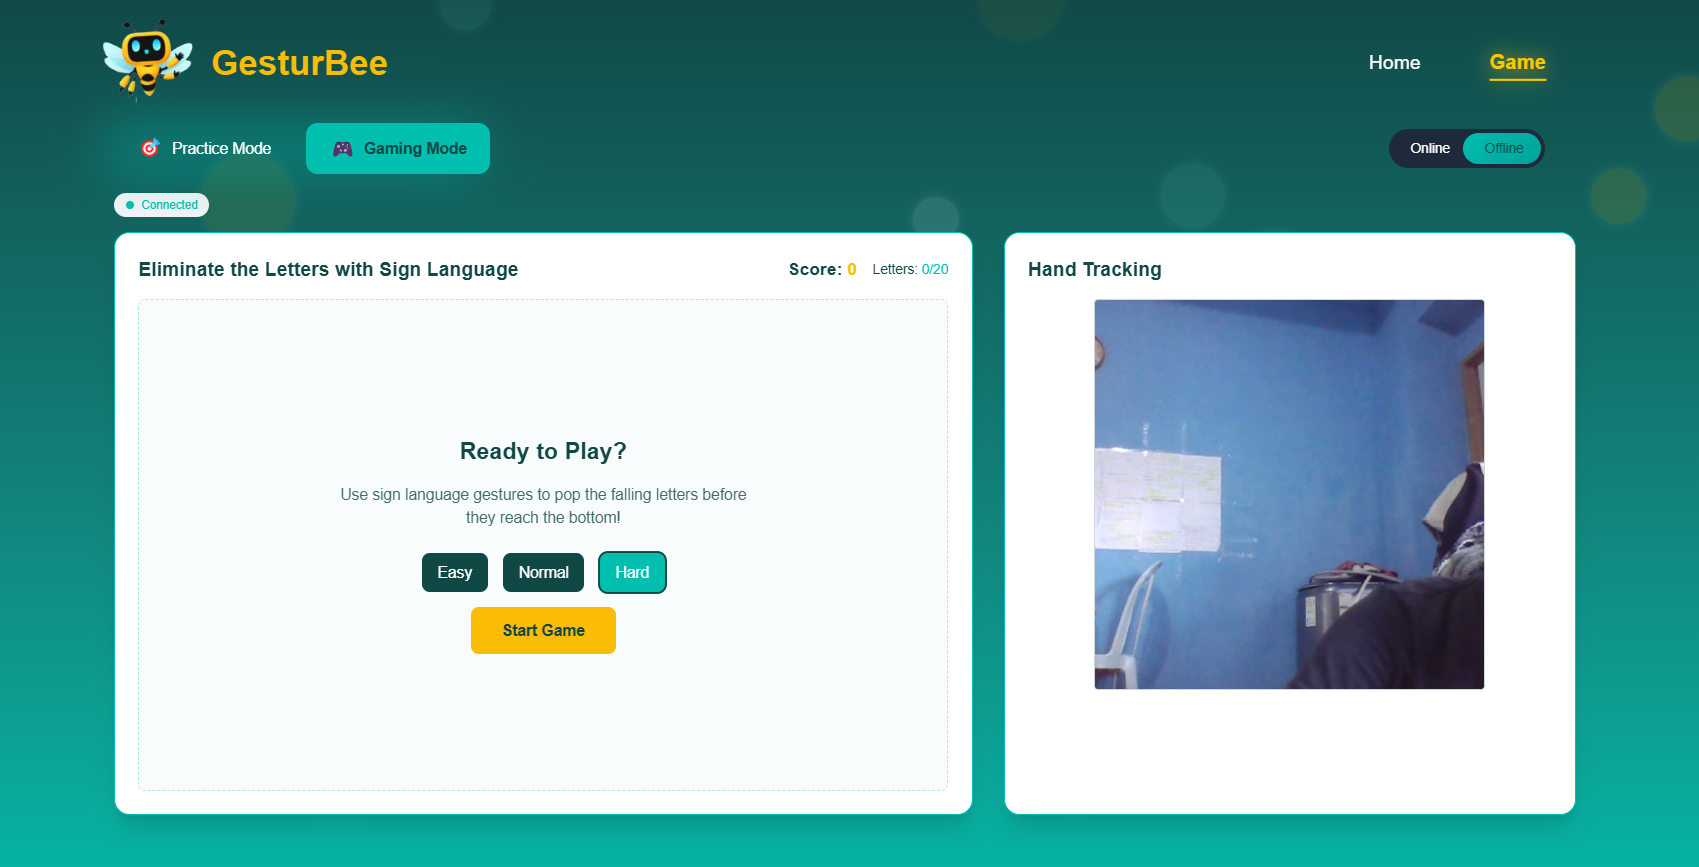 GesturBee
Home
Game
Practice Mode
Gaming Mode
Online
Offline
Connected
Eliminate the Letters with Sign Language
Score: 0
Letters: 0/20
Ready to Play?
Use sign language gestures to pop the falling letters before
they reach the bottom!
Easy
Normal
Hard
Start Game
Hand Tracking